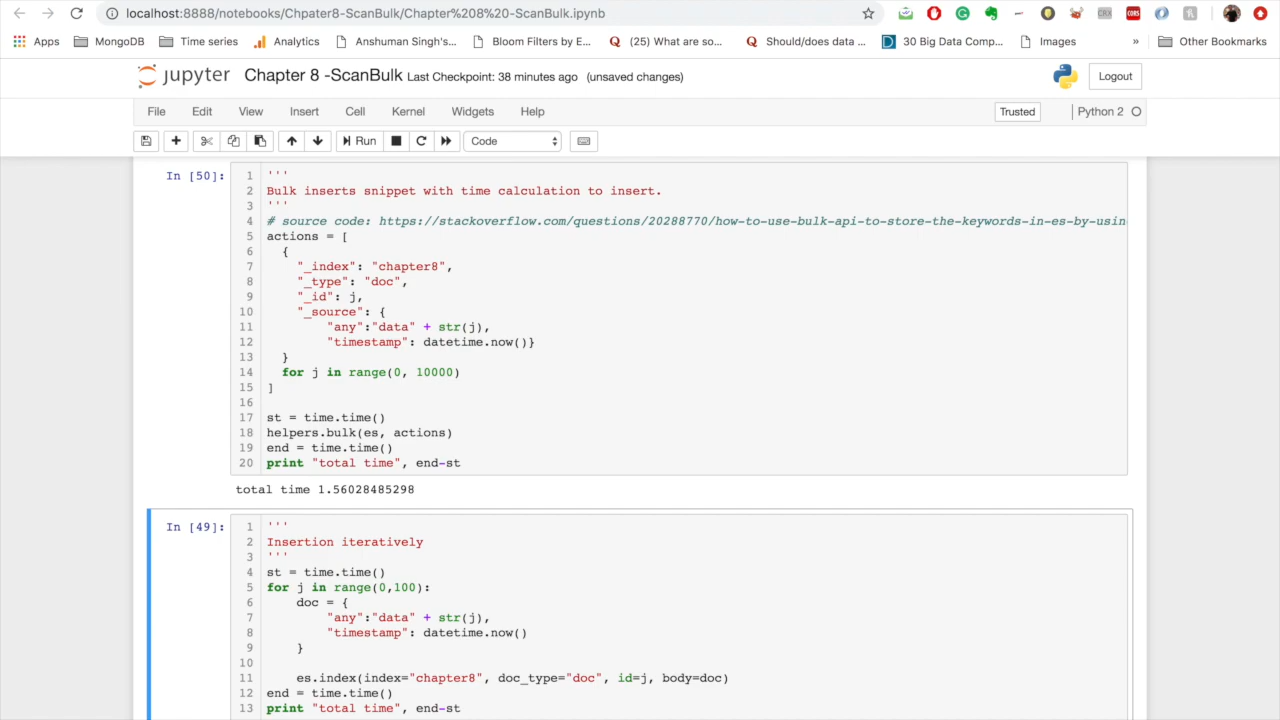 localhost:8888/notebooks/Chpater8-ScanBulk/Chapter%208%20-ScanBulk.ipynb
Apps MongoDB Time series Analytics Anshuman Singh's... Bloom Filters by E... (25) What are so... Should/does data ... 30 Big Data Comp... Images » Other Bookmarks
jupyter Chapter 8 -ScanBulk Last Checkpoint: 38 minutes ago (unsaved changes) Logout
File Edit View Insert Cell Kernel Widgets Help Trusted Python 2
Run Code
In [50]:
1 '''
2 Bulk inserts snippet with time calculation to insert.
3 '''
4 # source code: https://stackoverflow.com/questions/20288770/how-to-use-bulk-api-to-store-the-keywords-in-es-by-usin
5 actions = [
6 {
7 "_index": "chapter8",
8 "_type": "doc",
9 "_id": j,
10 "_source": {
11 "any":"data" + str(j),
12 "timestamp": datetime.now()}
13 }
14 for j in range(0, 10000)
15 ]
16
17 st = time.time()
18 helpers.bulk(es, actions)
19 end = time.time()
20 print "total time", end-st
total time 1.56028485298
In [49]:
1 '''
2 Insertion iteratively
3 '''
4 st = time.time()
5 for j in range(0,100):
6 doc = {
7 "any":"data" + str(j),
8 "timestamp": datetime.now()
9 }
10
11 es.index(index="chapter8", doc_type="doc", id=j, body=doc)
12 end = time.time()
13 print "total time", end-st